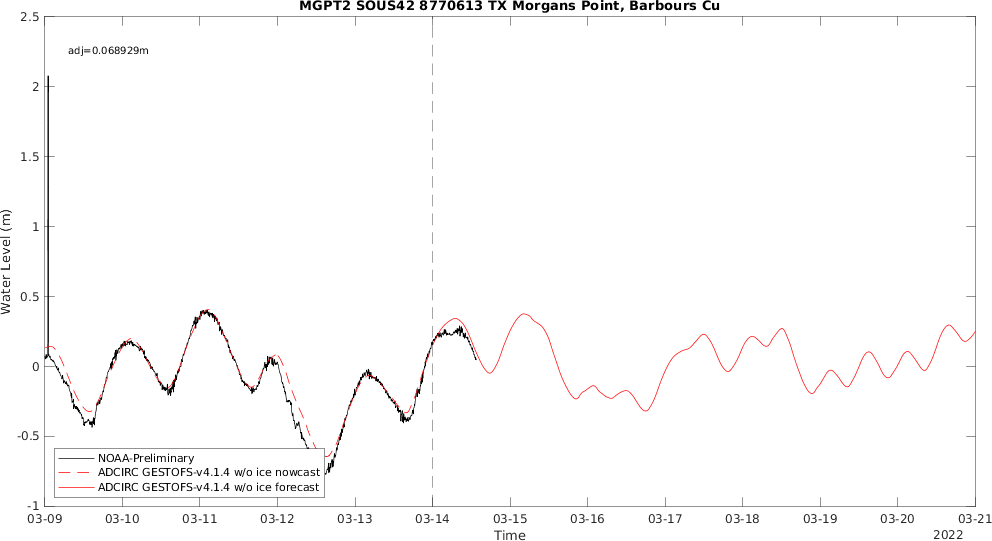 MGPT2 SOUS42 8770613 TX Morgans Point, Barbours Cu
adj=0.068929m
2.5
2
1.5
1
0.5
0
-0.5
-1
Water Level (m)
NOAA-Preliminary
ADCIRC GESTOFS-v4.1.4 w/o ice nowcast
ADCIRC GESTOFS-v4.1.4 w/o ice forecast
03-09 03-10 03-11 03-12 03-13 03-14 03-15 03-16 03-17 03-18 03-19 03-20 03-21
Time
2022